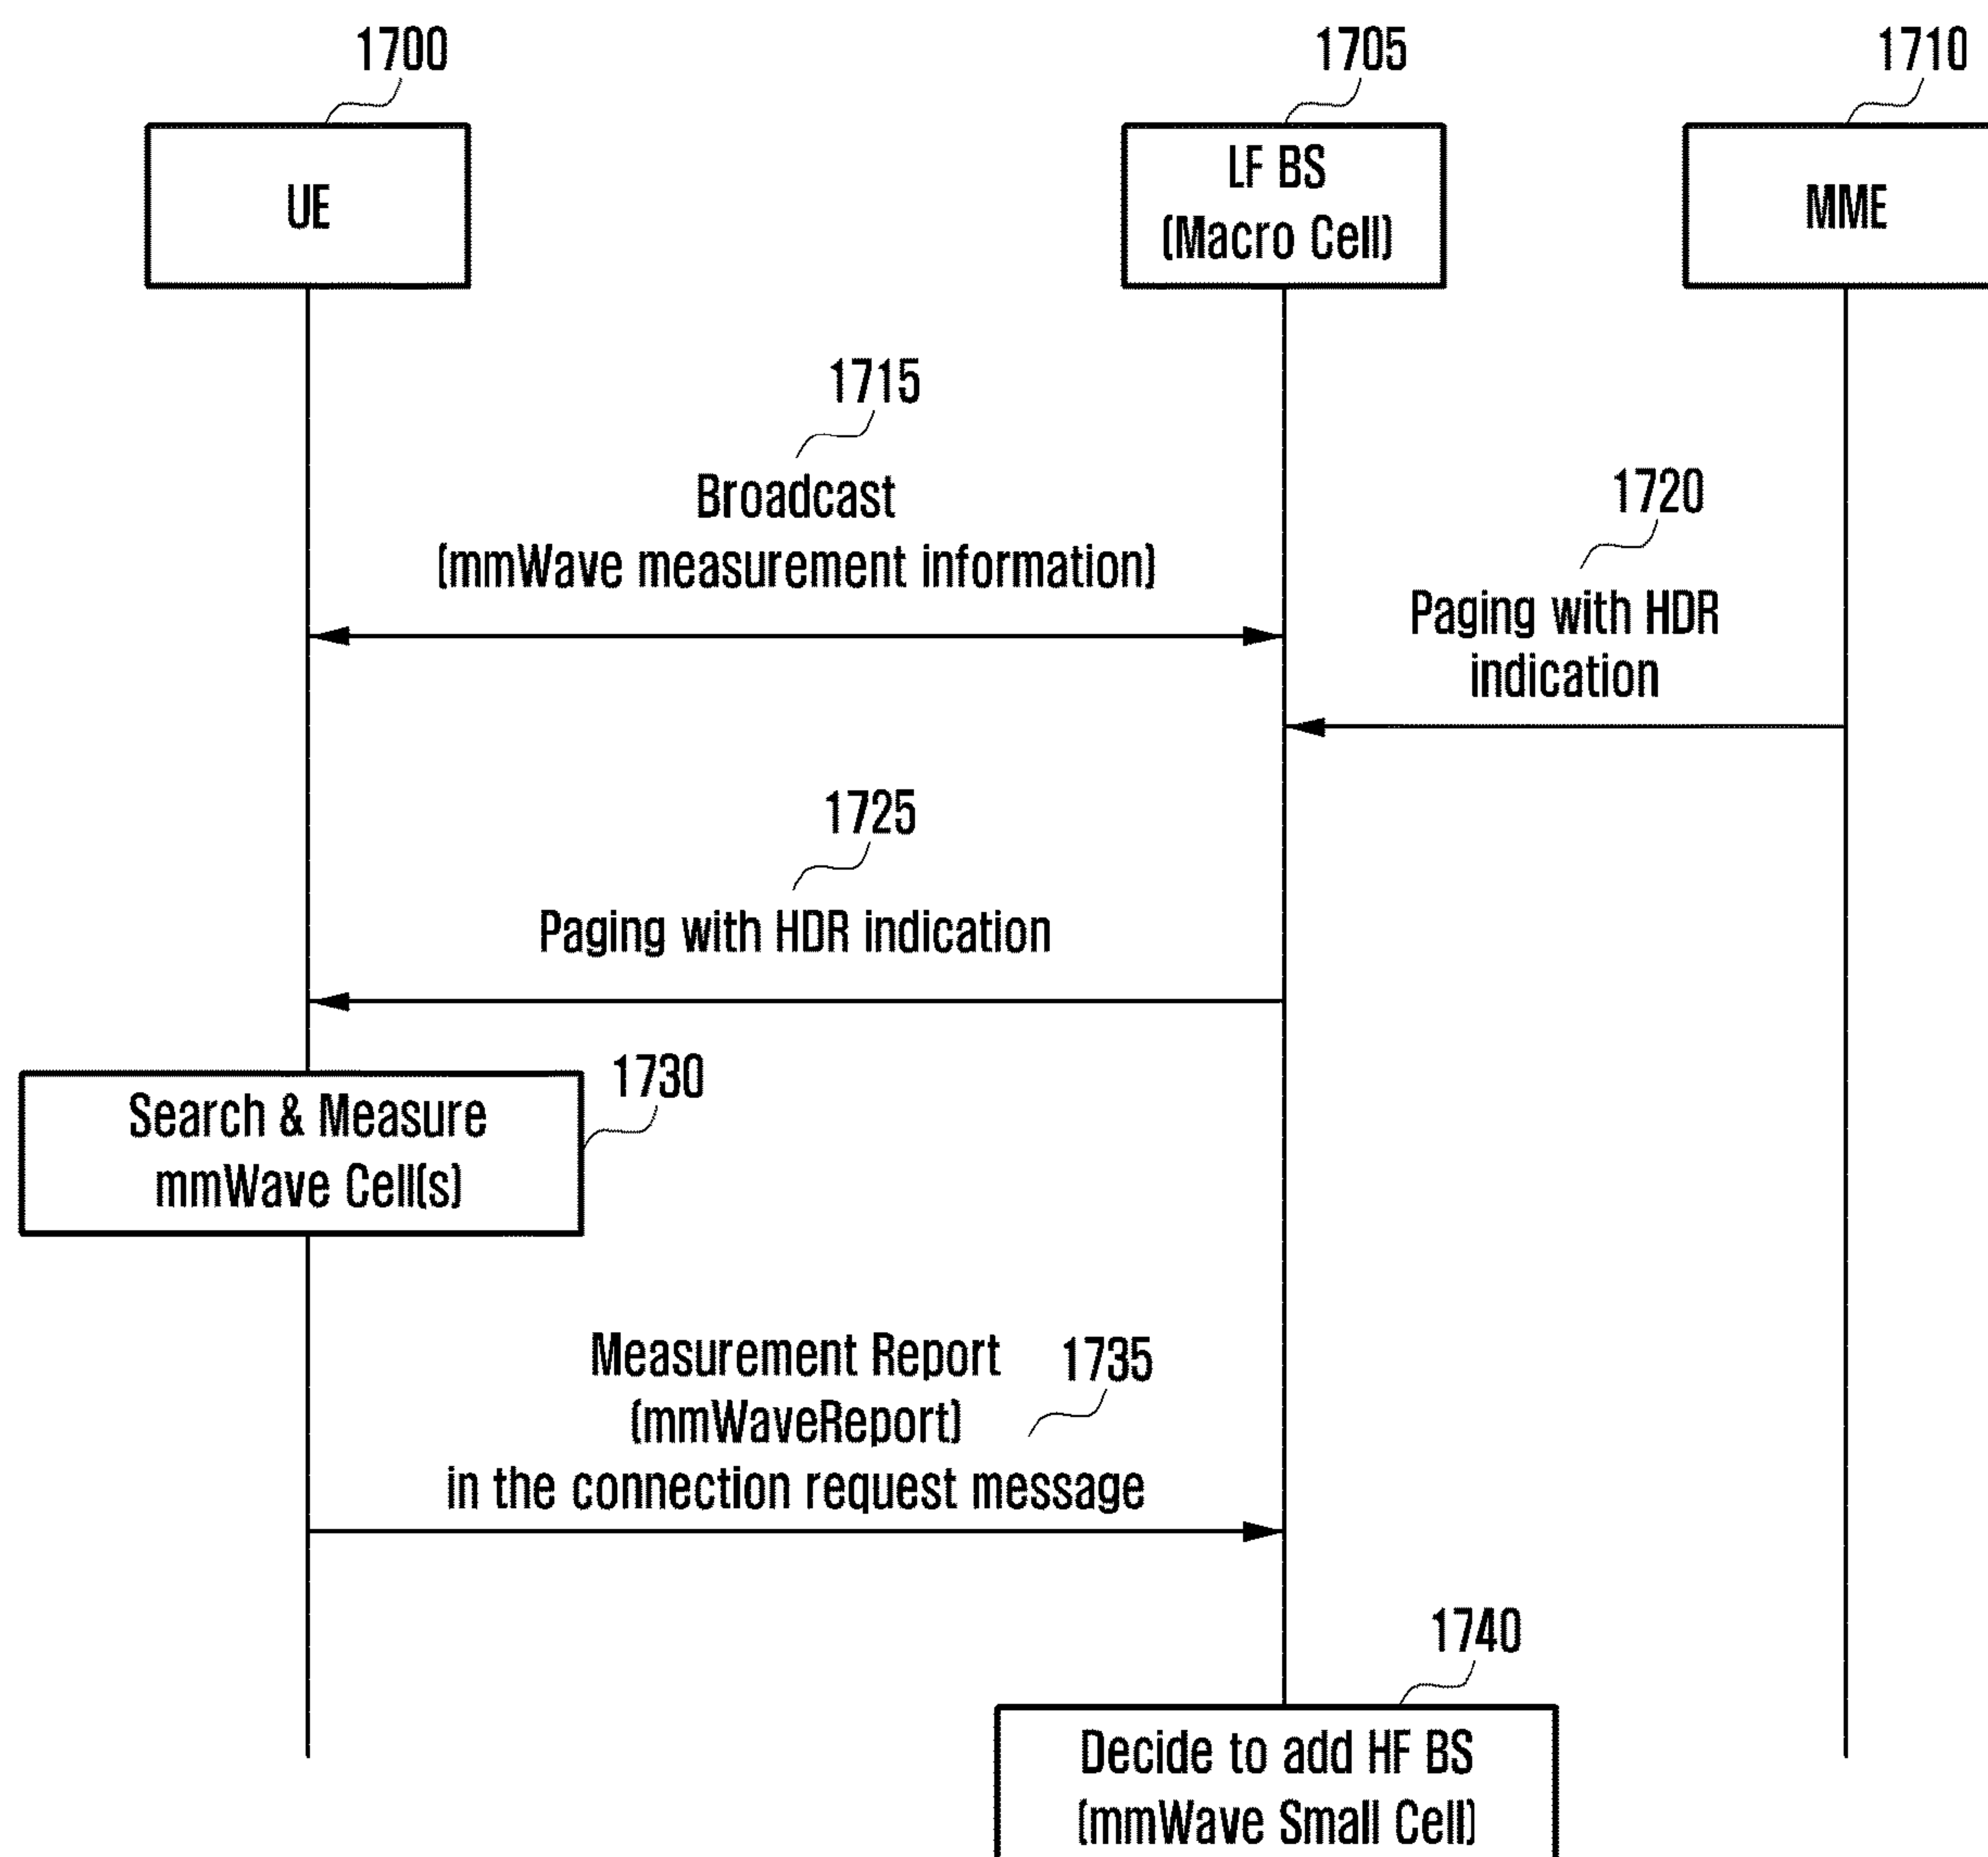 1700
1705
1710
UE
LF BS
(Macro Cell)
MME
1715
Broadcast
(mmWave measurement information)
1720
Paging with HDR
indication
1725
Paging with HDR indication
1730
Search & Measure
mmWave Cell(s)
Measurement Report
1735
(mmWaveReport)
in the connection request message
1740
Decide to add HF BS
(mmWave Small Cell)